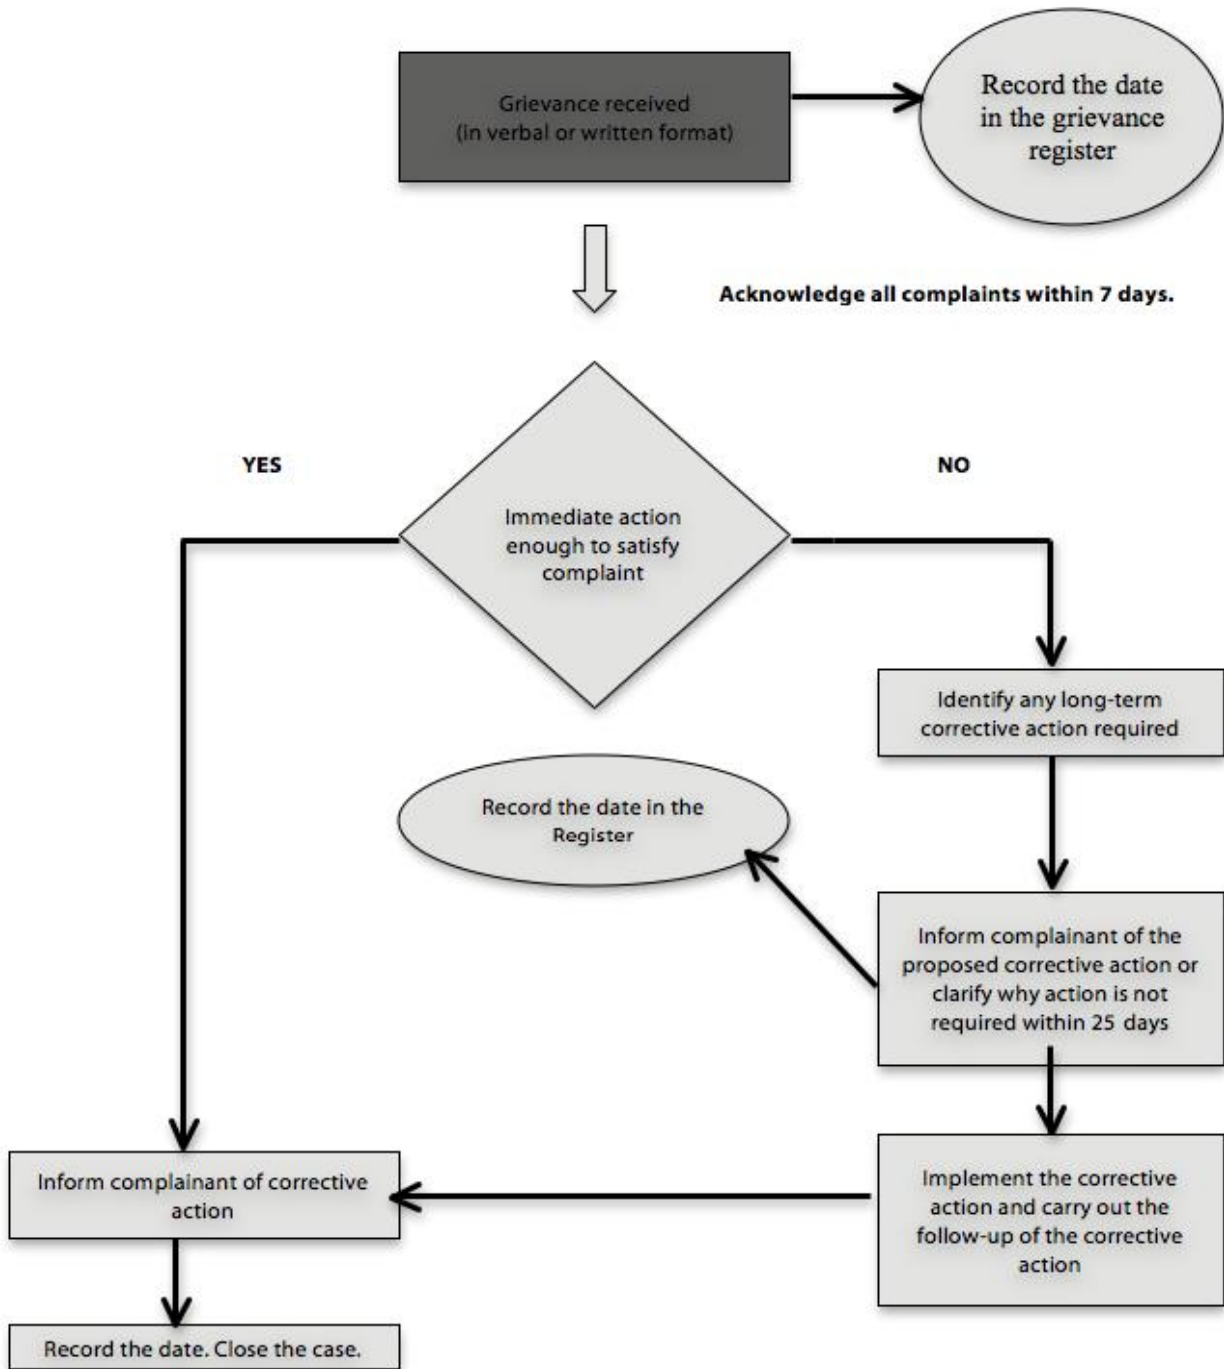 Grievance received
(in verbal or written format)
Record the date
in the grievance
register
Acknowledge all complaints within 7 days.
YES
NO
Immediate action
enough to satisfy
complaint
Identify any long-term
corrective action required
Record the date in the
Register
Inform complainant of the
proposed corrective action or
clarify why action is not
required within 25 days
Inform complainant of corrective
action
Implement the corrective
action and carry out the
follow-up of the corrective
action
Record the date. Close the case.